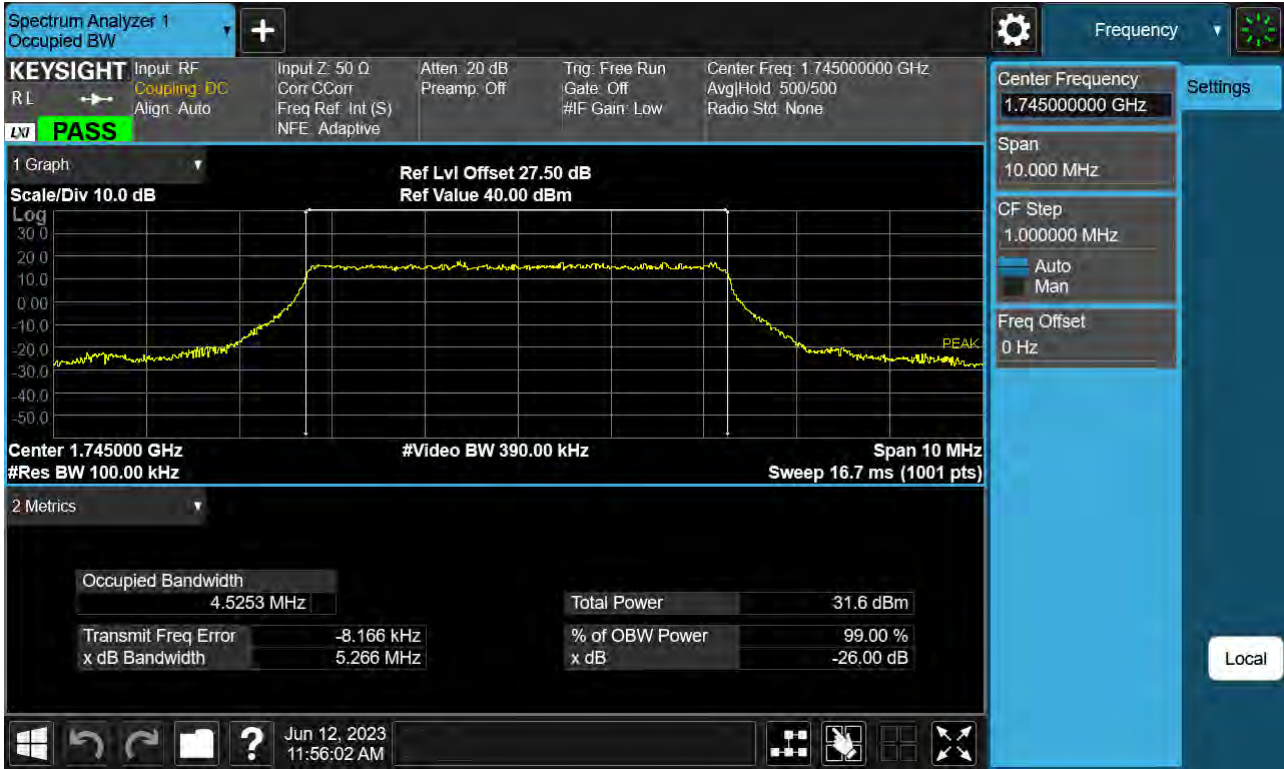 Spectrum Analyzer 1
Occupied BW
Frequency
KEYSIGHT
R L
LXI
PASS
Input: RF
Coupling: DC
Align: Auto
Input Z: 50 Ω
Corr CCorr
Freq Ref: Int (S)
NFE: Adaptive
Atten: 20 dB
Preamp: Off
Trig: Free Run
Gate: Off
#IF Gain: Low
Center Freq: 1.745000000 GHz
Avg|Hold: 500/500
Radio Std: None
1 Graph
Scale/Div 10.0 dB
Ref Lvl Offset 27.50 dB
Ref Value 40.00 dBm
Log
30.0
20.0
10.0
0.00
-10.0
-20.0
-30.0
-40.0
-50.0
PEAK
Center 1.745000 GHz
#Res BW 100.00 kHz
#Video BW 390.00 kHz
Span 10 MHz
Sweep 16.7 ms (1001 pts)
2 Metrics
Occupied Bandwidth
4.5253 MHz
Transmit Freq Error -8.166 kHz
x dB Bandwidth 5.266 MHz
Total Power 31.6 dBm
% of OBW Power 99.00 %
x dB -26.00 dB
Center Frequency
1.745000000 GHz
Span
10.000 MHz
CF Step
1.000000 MHz
Auto
Man
Freq Offset
0 Hz
Settings
Local
?
Jun 12, 2023
11:56:02 AM